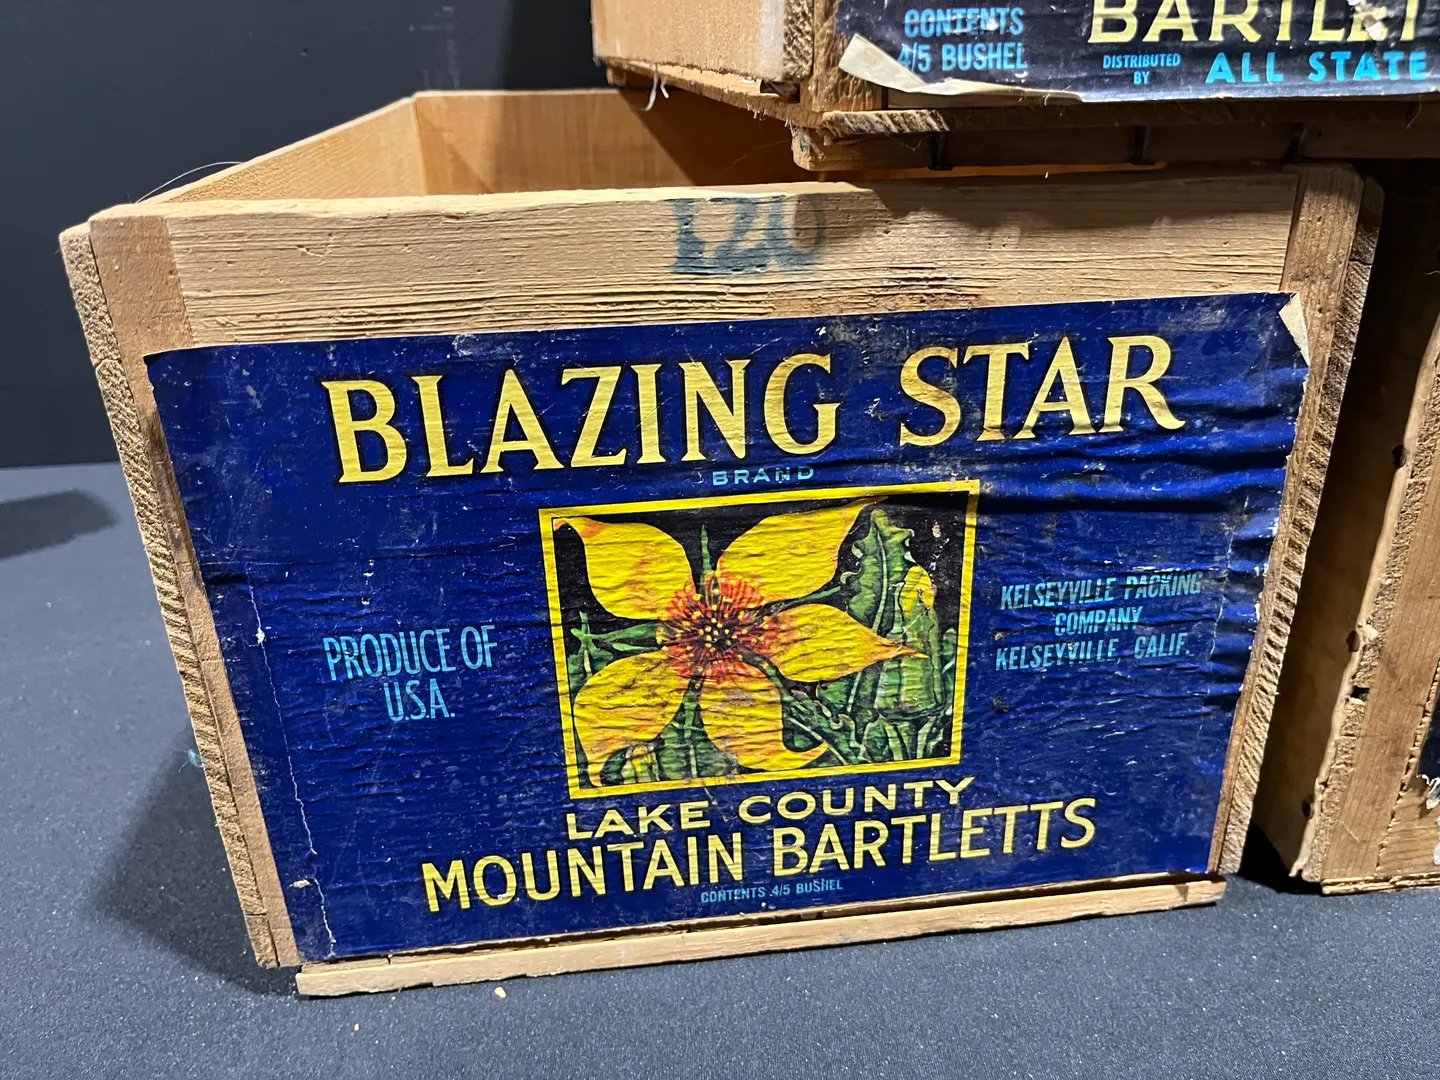 CONTENTS
4/5 BUSHEL
DISTRIBUTED
BY
ALL STATE
120
BLAZING STAR
BRAND
PRODUCE OF
U.S.A.
KELSEYVILLE PACKING
COMPANY
KELSEYVILLE, CALIF.
LAKE COUNTY
MOUNTAIN BARTLETTS
CONTENTS 4/5 BUSHEL